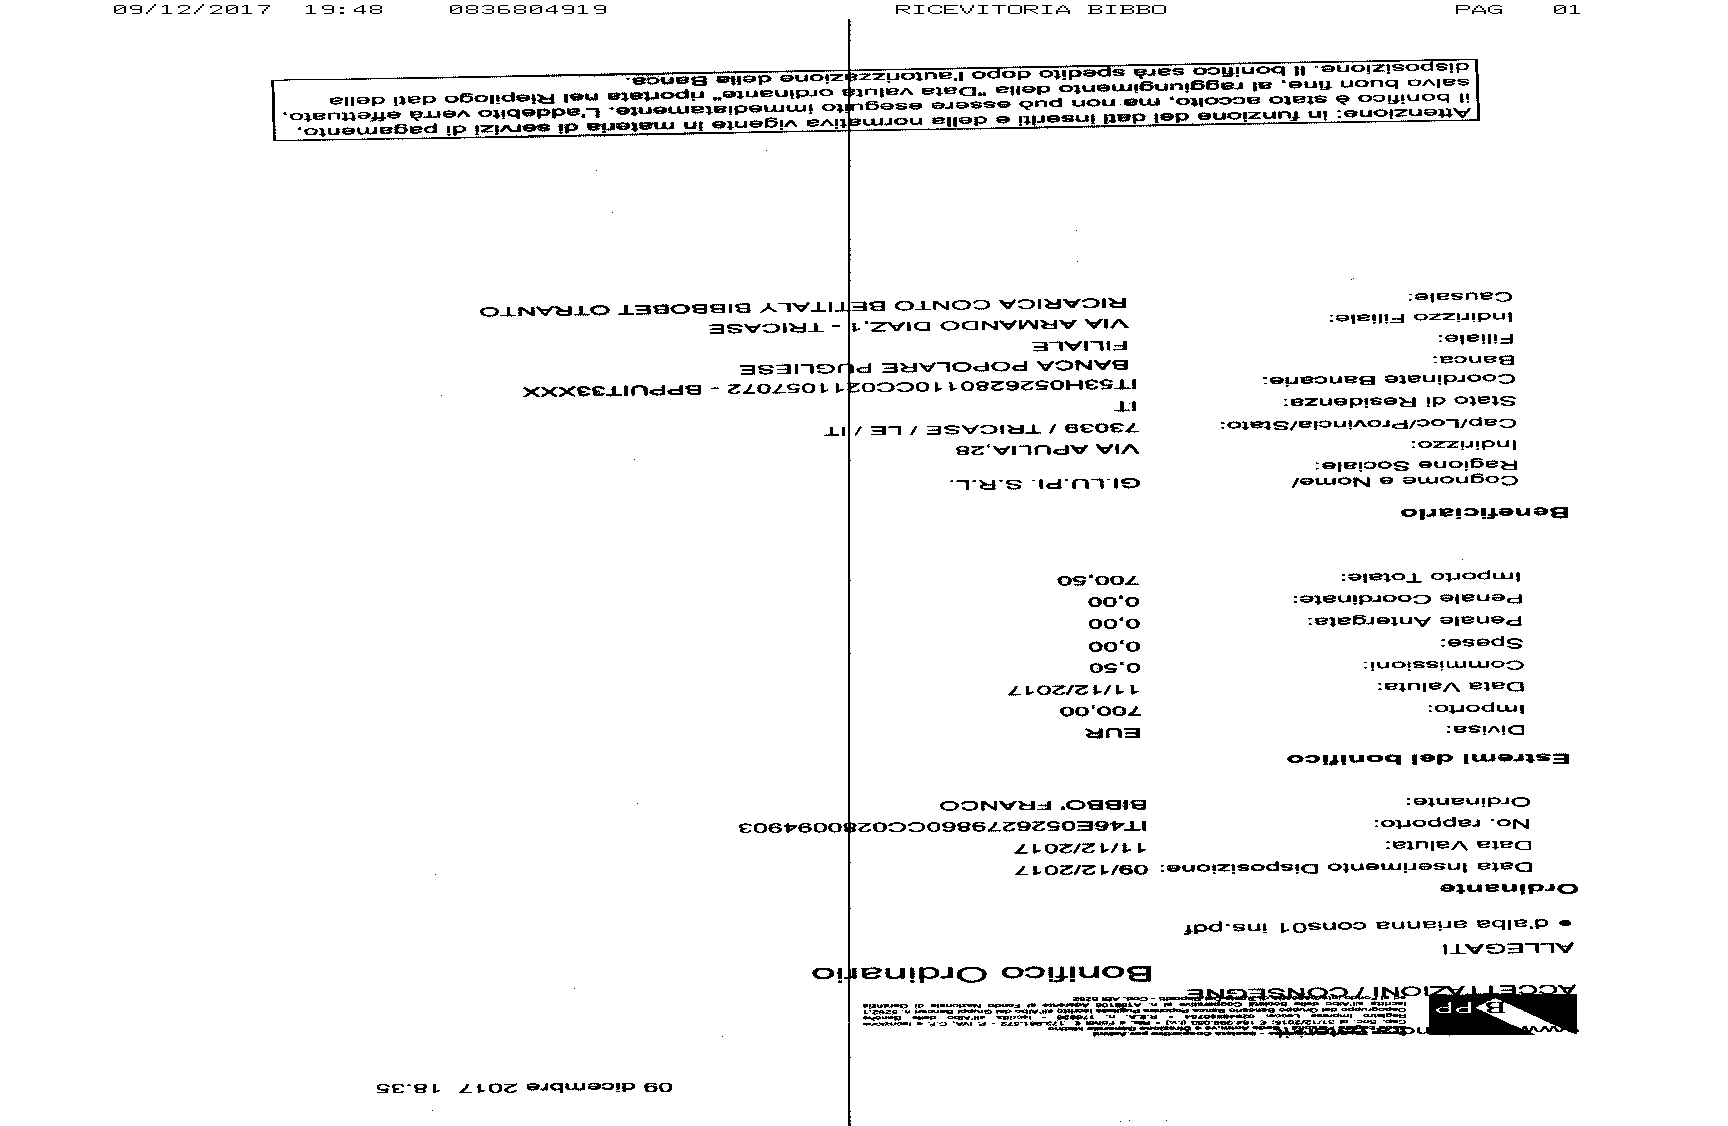 09/12/2017 19:48 0836804919 RICEVITORIA BIBBO PAG 01
09 dicembre 2017 18.35
ACCETTAZIONI / CONSEGNE
Bonifico Ordinario
ALLEGATI
• d'alba arianna cons01 ins.pdf
Ordinante
Data Inserimento Disposizione: 09/12/2017
Data Valuta: 11/12/2017
No. rapporto: IT46E0526279860CC0280094903
Ordinante: BIBBO' FRANCO
Estremi del bonifico
Divisa: EUR
Importo: 700,00
Data Valuta: 11/12/2017
Commissioni: 0,50
Spese: 0,00
Penale Antergata: 0,00
Penale Coordinate: 0,00
Importo Totale: 700,50
Beneficiario
Cognome e Nome/
Ragione Sociale: GI.LU.PI. S.R.L.
Indirizzo: VIA APULIA,28
Cap/Loc/Provincia/Stato: 73039 / TRICASE / LE / IT
Stato di Residenza: IT
Coordinate Bancarie: IT53H0526280110CC0211057072 - BPPUIT33XXX
Banca: BANCA POPOLARE PUGLIESE
Filiale: FILIALE
Indirizzo Filiale: VIA ARMANDO DIAZ,1 - TRICASE
Causale: RICARICA CONTO BETITALY BIBBOBET OTRANTO
Attenzione: in funzione dei dati inseriti e della normativa vigente in materia di servizi di pagamento,
il bonifico è stato accolto, ma non può essere eseguito immediatamente. L'addebito verrà effettuato,
salvo buon fine, al raggiungimento della "Data valuta ordinante" riportata nel Riepilogo dati della
disposizione. Il bonifico sarà spedito dopo l'autorizzazione della Banca.